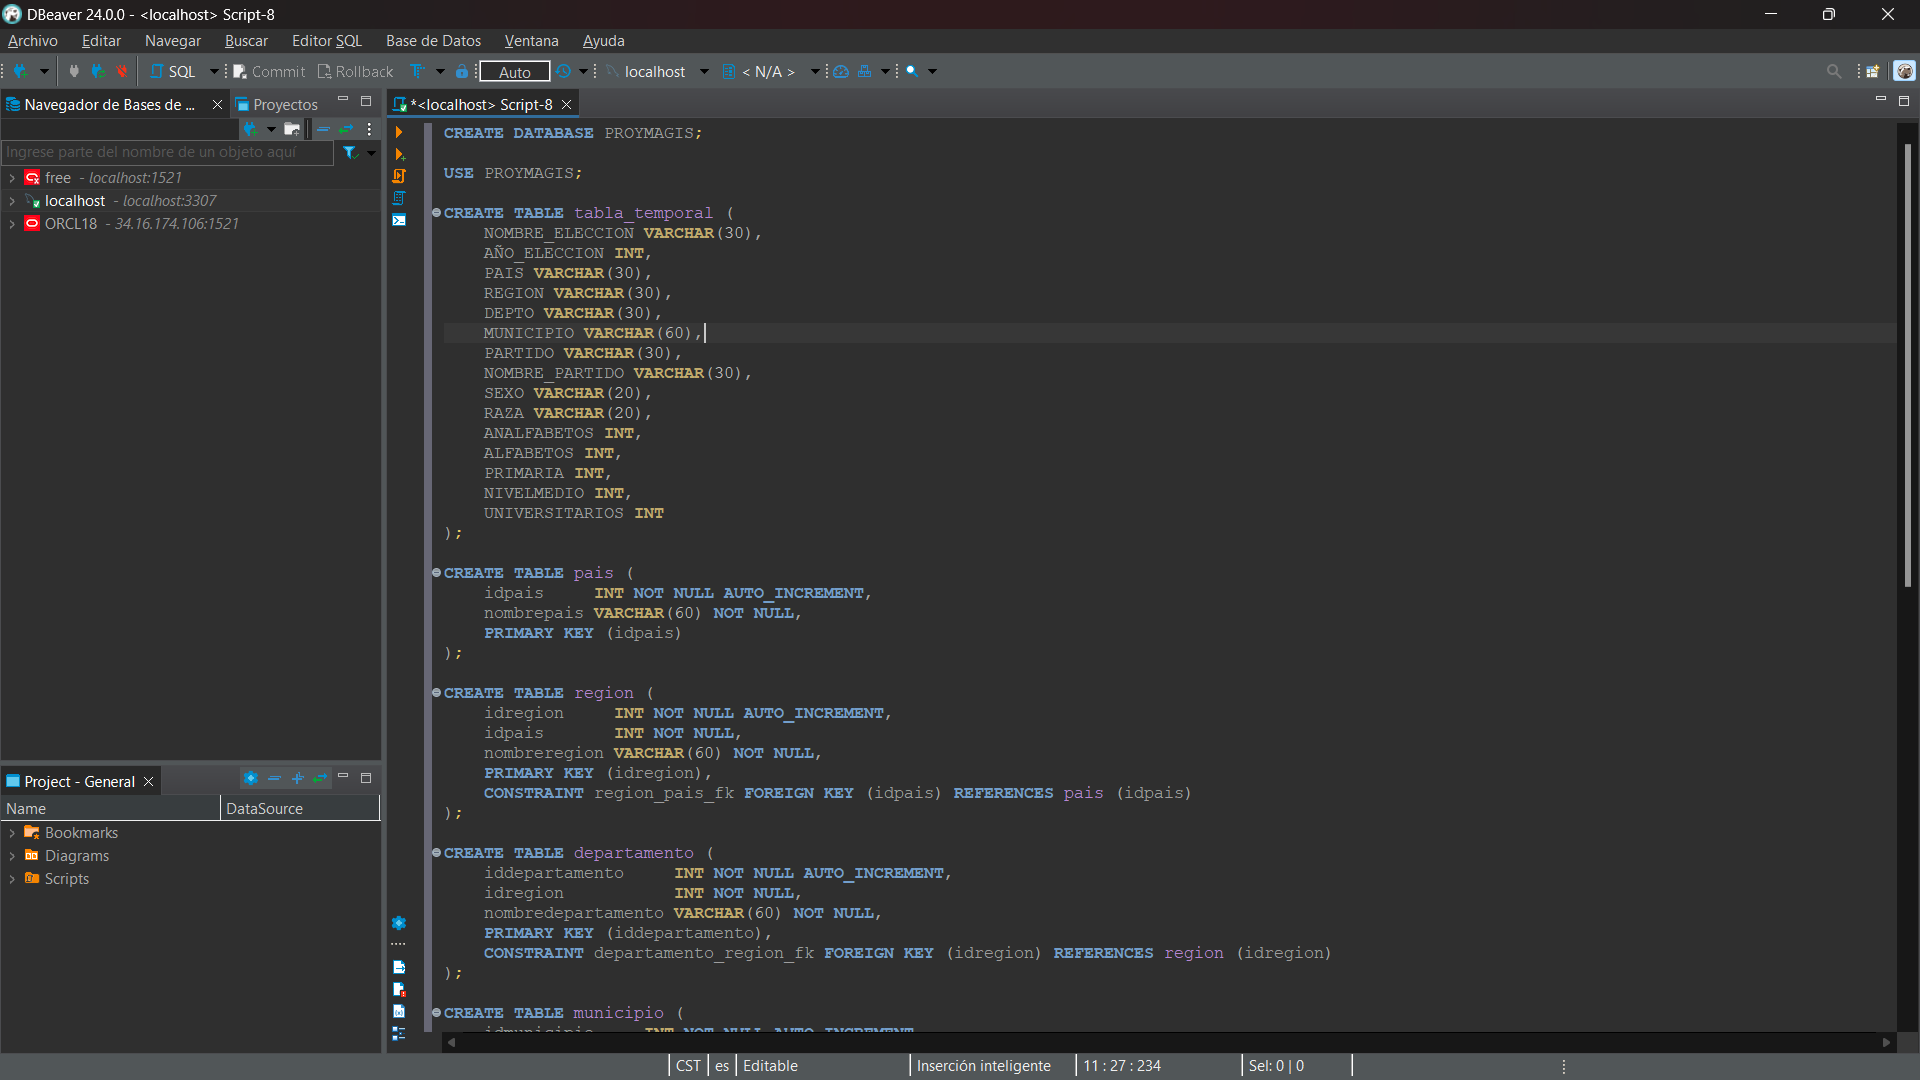 DBeaver 24.0.0 - <localhost> Script-8
Archivo Editar Navegar Buscar Editor SQL Base de Datos Ventana Ayuda
SQL Commit Rollback Auto localhost < N/A >
Navegador de Bases de ... Proyectos
Ingrese parte del nombre de un objeto aquí
free - localhost:1521
localhost - localhost:3307
ORCL18 - 34.16.174.106:1521
Project - General
Name DataSource
Bookmarks
Diagrams
Scripts
*<localhost> Script-8
CREATE DATABASE PROYMAGIS;
USE PROYMAGIS;
CREATE TABLE tabla_temporal (
NOMBRE_ELECCION VARCHAR(30),
AÑO_ELECCION INT,
PAIS VARCHAR(30),
REGION VARCHAR(30),
DEPTO VARCHAR(30),
MUNICIPIO VARCHAR(60),
PARTIDO VARCHAR(30),
NOMBRE_PARTIDO VARCHAR(30),
SEXO VARCHAR(20),
RAZA VARCHAR(20),
ANALFABETOS INT,
ALFABETOS INT,
PRIMARIA INT,
NIVELMEDIO INT,
UNIVERSITARIOS INT
);
CREATE TABLE pais (
idpais INT NOT NULL AUTO_INCREMENT,
nombrepais VARCHAR(60) NOT NULL,
PRIMARY KEY (idpais)
);
CREATE TABLE region (
idregion INT NOT NULL AUTO_INCREMENT,
idpais INT NOT NULL,
nombreregion VARCHAR(60) NOT NULL,
PRIMARY KEY (idregion),
CONSTRAINT region_pais_fk FOREIGN KEY (idpais) REFERENCES pais (idpais)
);
CREATE TABLE departamento (
iddepartamento INT NOT NULL AUTO_INCREMENT,
idregion INT NOT NULL,
nombredepartamento VARCHAR(60) NOT NULL,
PRIMARY KEY (iddepartamento),
CONSTRAINT departamento_region_fk FOREIGN KEY (idregion) REFERENCES region (idregion)
);
CREATE TABLE municipio (
idmunicipio INT NOT NULL AUTO_INCREMENT
CST es Editable Inserción inteligente 11 : 27 : 234 Sel: 0 | 0